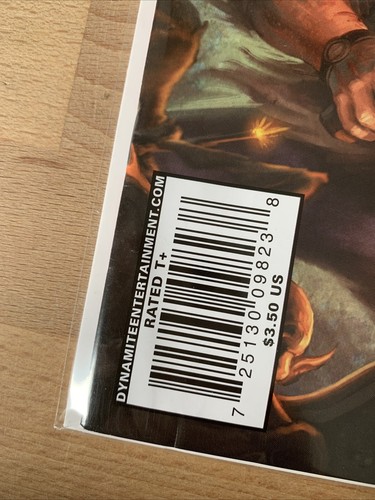 DYNAMITEENTERTAINMENT.COM
RATED T+
7 25130 09823 8
$3.50 US